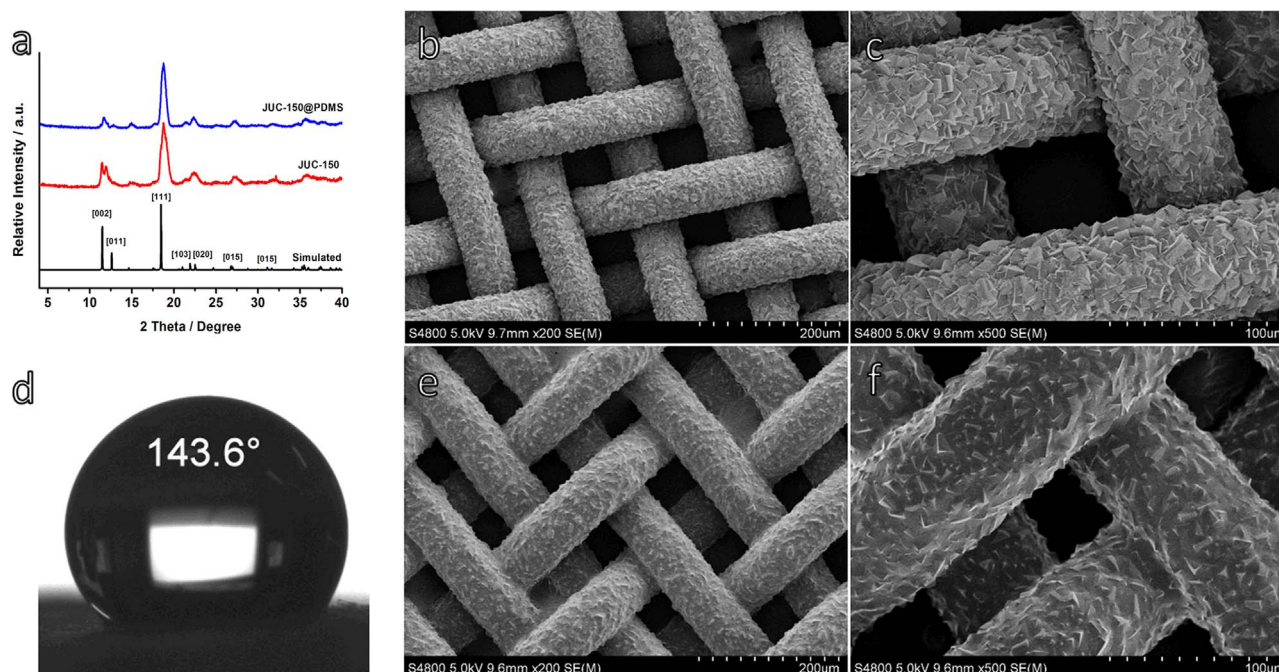 a
Relative Intensity / a.u.
JUC-150@PDMS
JUC-150
[002]
[011]
[111]
[103]
[020]
[015]
[015]
Simulated
5 10 15 20 25 30 35 40
2 Theta / Degree
b
S4800 5.0kV 9.7mm x200 SE(M)
200um
c
S4800 5.0kV 9.6mm x500 SE(M)
100um
d
143.6°
e
S4800 5.0kV 9.6mm x200 SE(M)
200um
f
S4800 5.0kV 9.6mm x500 SE(M)
100um